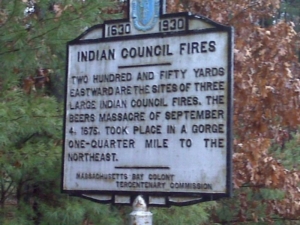 1630 1930
INDIAN COUNCIL FIRES
TWO HUNDRED AND FIFTY YARDS
EASTWARD ARE THE SITES OF THREE
LARGE INDIAN COUNCIL FIRES. THE
BEERS MASSACRE OF SEPTEMBER
4, 1675, TOOK PLACE IN A GORGE
ONE-QUARTER MILE TO THE
NORTHEAST.
MASSACHUSETTS BAY COLONY
TERCENTENARY COMMISSION